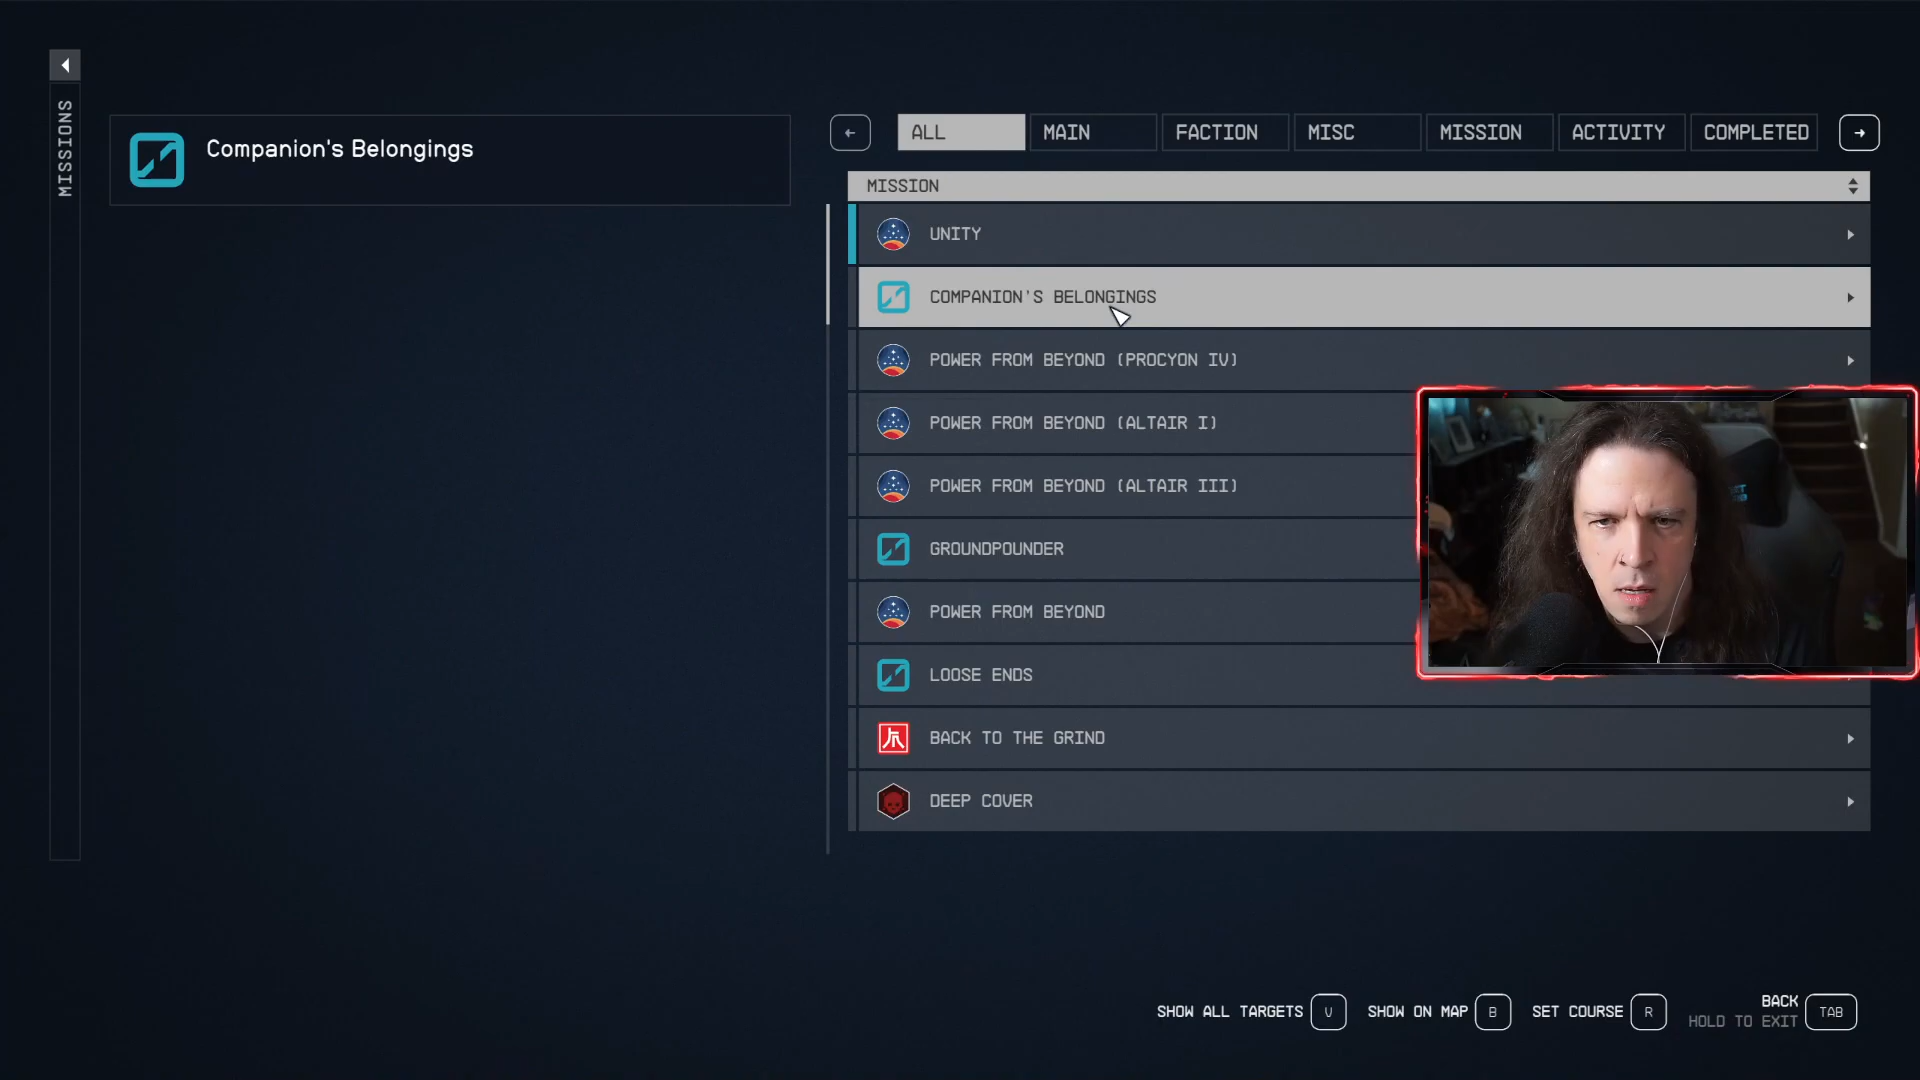 MISSIONS
Companion's Belongings
ALL
MAIN
FACTION
MISC
MISSION
ACTIVITY
COMPLETED
MISSION
UNITY
COMPANION'S BELONGINGS
POWER FROM BEYOND (PROCYON IV)
POWER FROM BEYOND (ALTAIR I)
POWER FROM BEYOND (ALTAIR III)
GROUNDPOUNDER
POWER FROM BEYOND
LOOSE ENDS
BACK TO THE GRIND
DEEP COVER
SHOW ALL TARGETS V
SHOW ON MAP B
SET COURSE R
BACK
HOLD TO EXIT
TAB